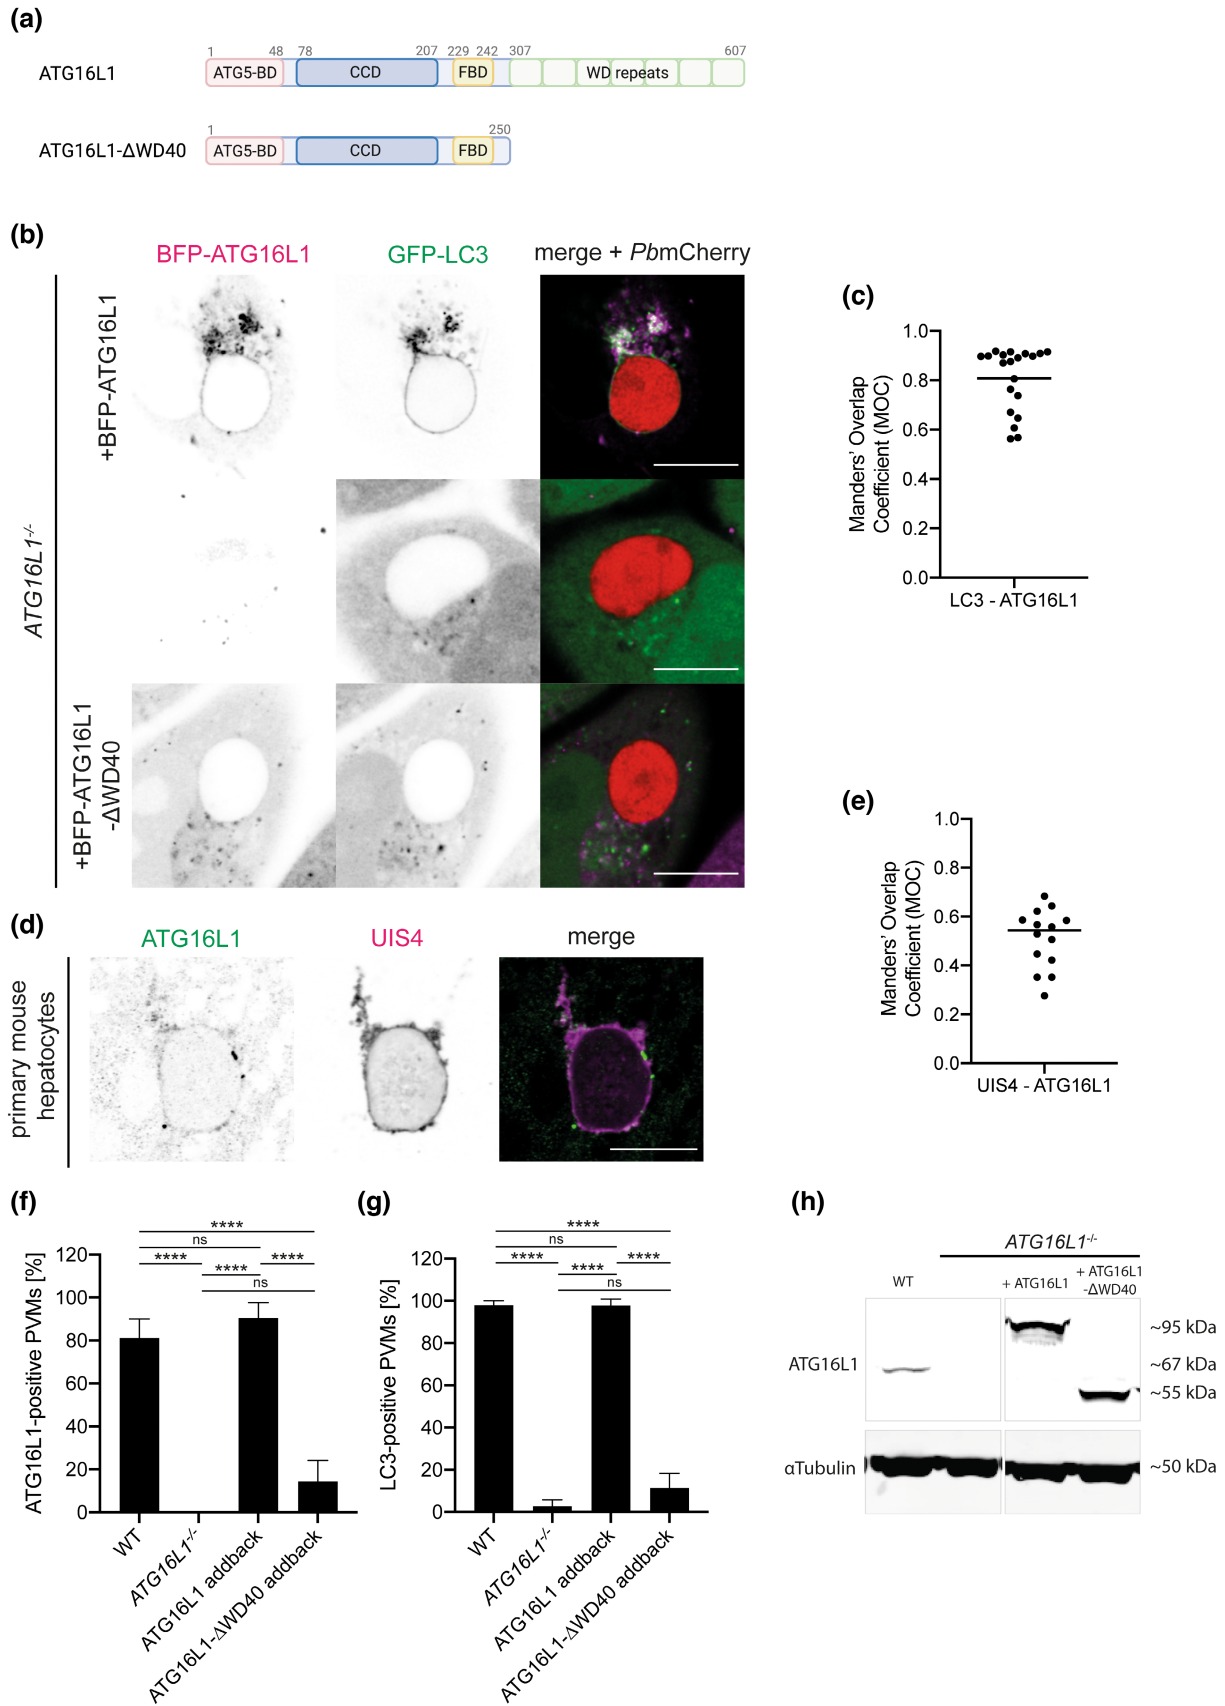 (a)
1 48 78 207 229 242 307 607
ATG16L1 ATG5-BD CCD FBD WD repeats
1 250
ATG16L1-ΔWD40 ATG5-BD CCD FBD
(b)
BFP-ATG16L1 GFP-LC3 merge + PbmCherry
ATG16L1-/-
+BFP-ATG16L1
+BFP-ATG16L1
-ΔWD40
(c)
Manders' Overlap
Coefficient (MOC)
1.0
0.8
0.6
0.4
0.2
0.0
LC3 - ATG16L1
(d)
ATG16L1 UIS4 merge
primary mouse
hepatocytes
(e)
Manders' Overlap
Coefficient (MOC)
1.0
0.8
0.6
0.4
0.2
0.0
UIS4 - ATG16L1
(f)
ATG16L1-positive PVMs [%]
****
ns
**** ****
****
ns
120
100
80
60
40
20
0
WT
ATG16L1-/-
ATG16L1 addback
ATG16L1-ΔWD40 addback
(g)
LC3-positive PVMs [%]
****
ns
**** ****
****
ns
120
100
80
60
40
20
0
WT
ATG16L1-/-
ATG16L1 addback
ATG16L1-ΔWD40 addback
(h)
ATG16L1-/-
WT + ATG16L1 + ATG16L1
-ΔWD40
~95 kDa
ATG16L1 ~67 kDa
~55 kDa
αTubulin ~50 kDa